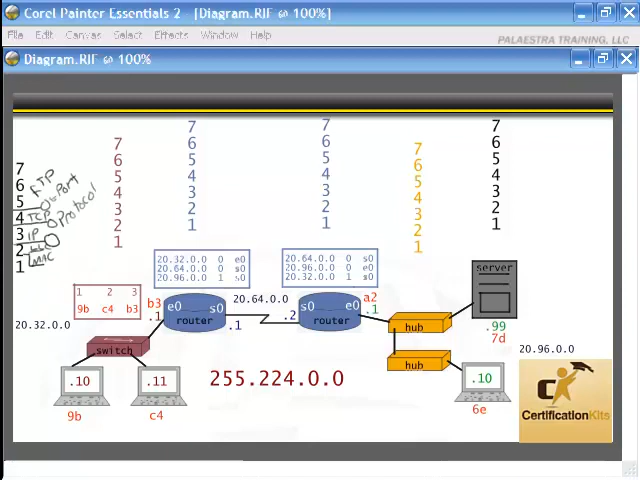 Corel Painter Essentials 2 - [Diagram.RIF @ 100%]
File Edit Canvas Select Effects Window Help
PALAESTRA TRAINING, LLC
Diagram.RIF @ 100%
7
6
5
4
3
2
1
FTP
Port
TCP
Protocol
IP
MAC
7
6
5
4
3
2
1
7
6
5
4
3
2
1
7
6
5
4
3
2
1
7
6
5
4
3
2
1
7
6
5
4
3
2
1
20.32.0.0 0 e0
20.64.0.0 0 s0
20.96.0.0 1 s0
20.64.0.0 0 s0
20.96.0.0 0 e0
20.32.0.0 1 s0
server
1 2 3
9b c4 b3
b3
.1
e0 s0
router
20.64.0.0
.1
.2
s0 e0
router
a2
.1
hub
hub
.99
7d
20.32.0.0
switch
20.96.0.0
.10
9b
.11
c4
255.224.0.0
.10
6e
CertificationKits